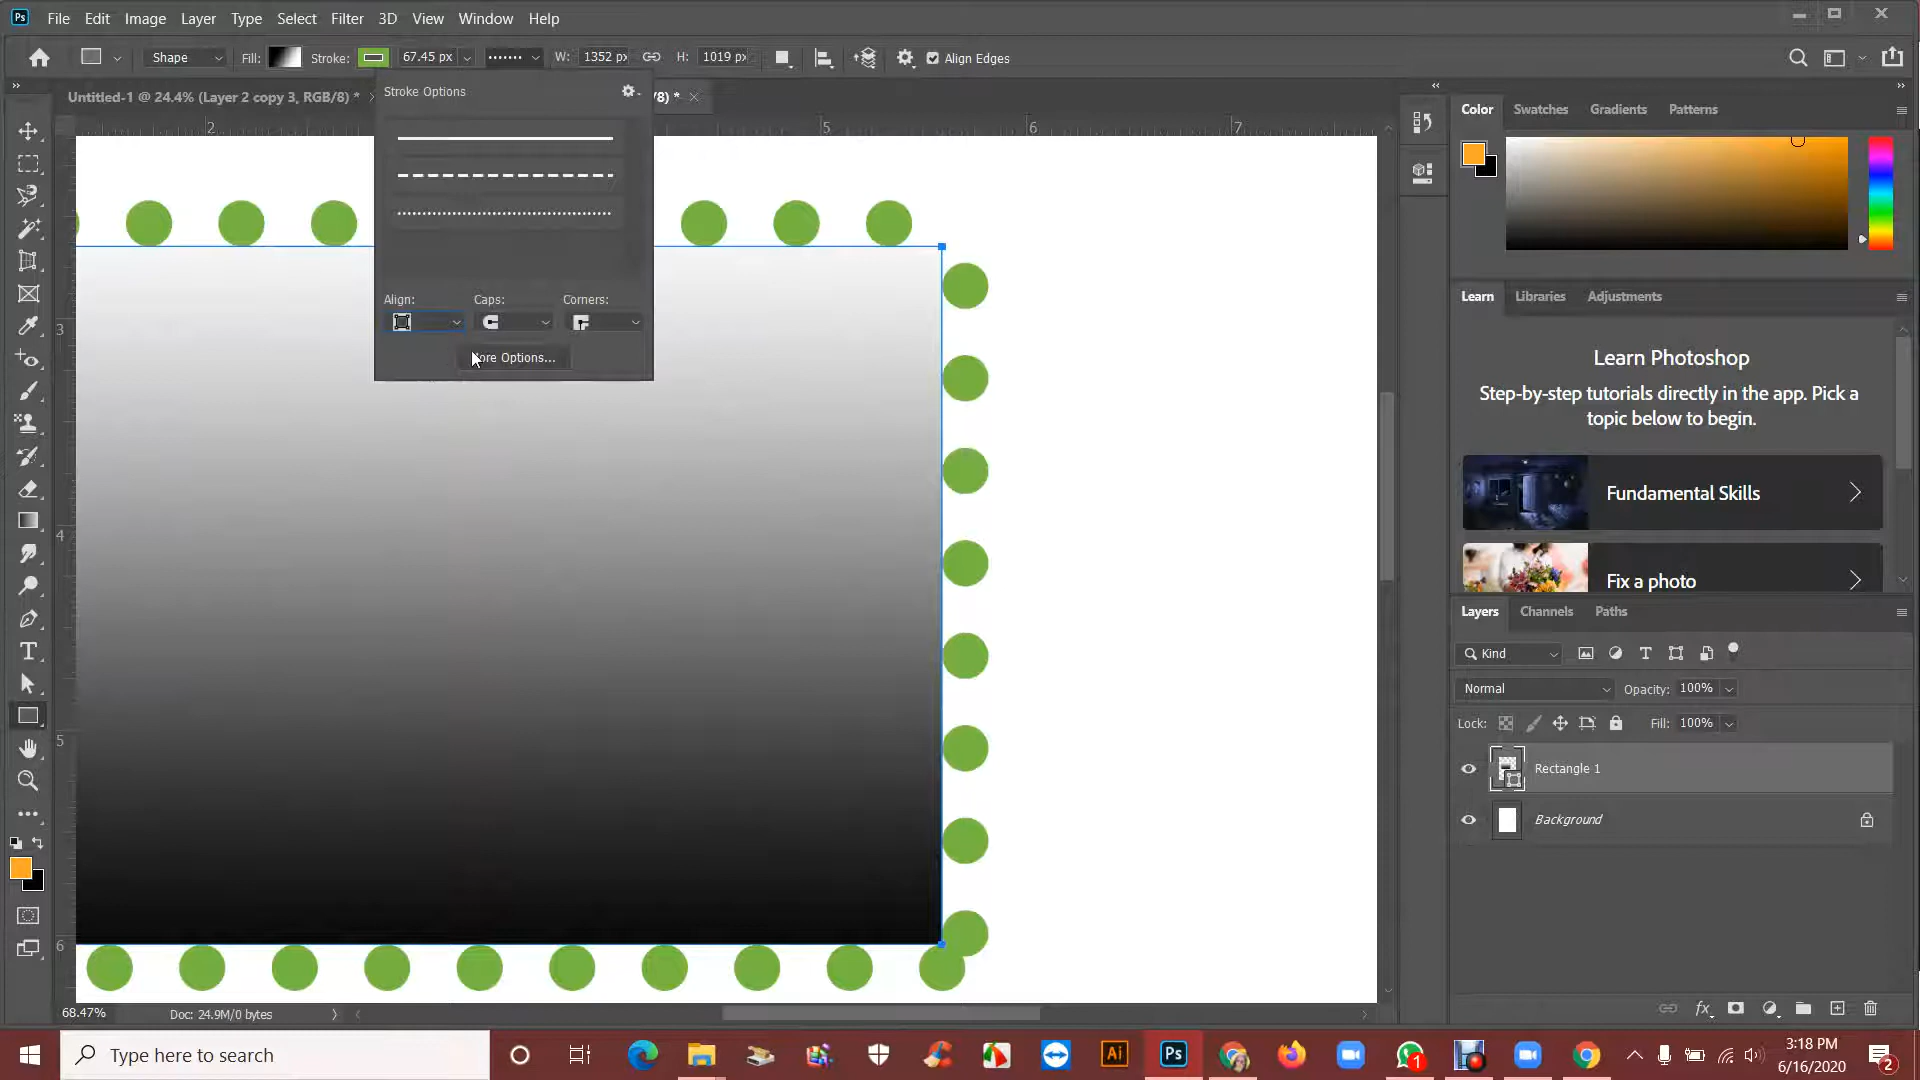 Ps File Edit Image Layer Type Select Filter 3D View Window Help
Shape Fill: Stroke: 67.45 px W: 1352 px H: 1019 px Align Edges
Untitled-1 @ 24.4% (Layer 2 copy 3, RGB/8) * /8) *
Stroke Options
Align: Caps: Corners:
ore Options...
2 5 6 7
3
4
5
6
Color Swatches Gradients Patterns
Learn Libraries Adjustments
Learn Photoshop
Step-by-step tutorials directly in the app. Pick a
topic below to begin.
Fundamental Skills
Fix a photo
Layers Channels Paths
Kind
Normal Opacity: 100%
Lock: Fill: 100%
Rectangle 1
Background
fx
68.47% Doc: 24.9M/0 bytes
Type here to search
Ai Ps 1
3:18 PM
6/16/2020
2